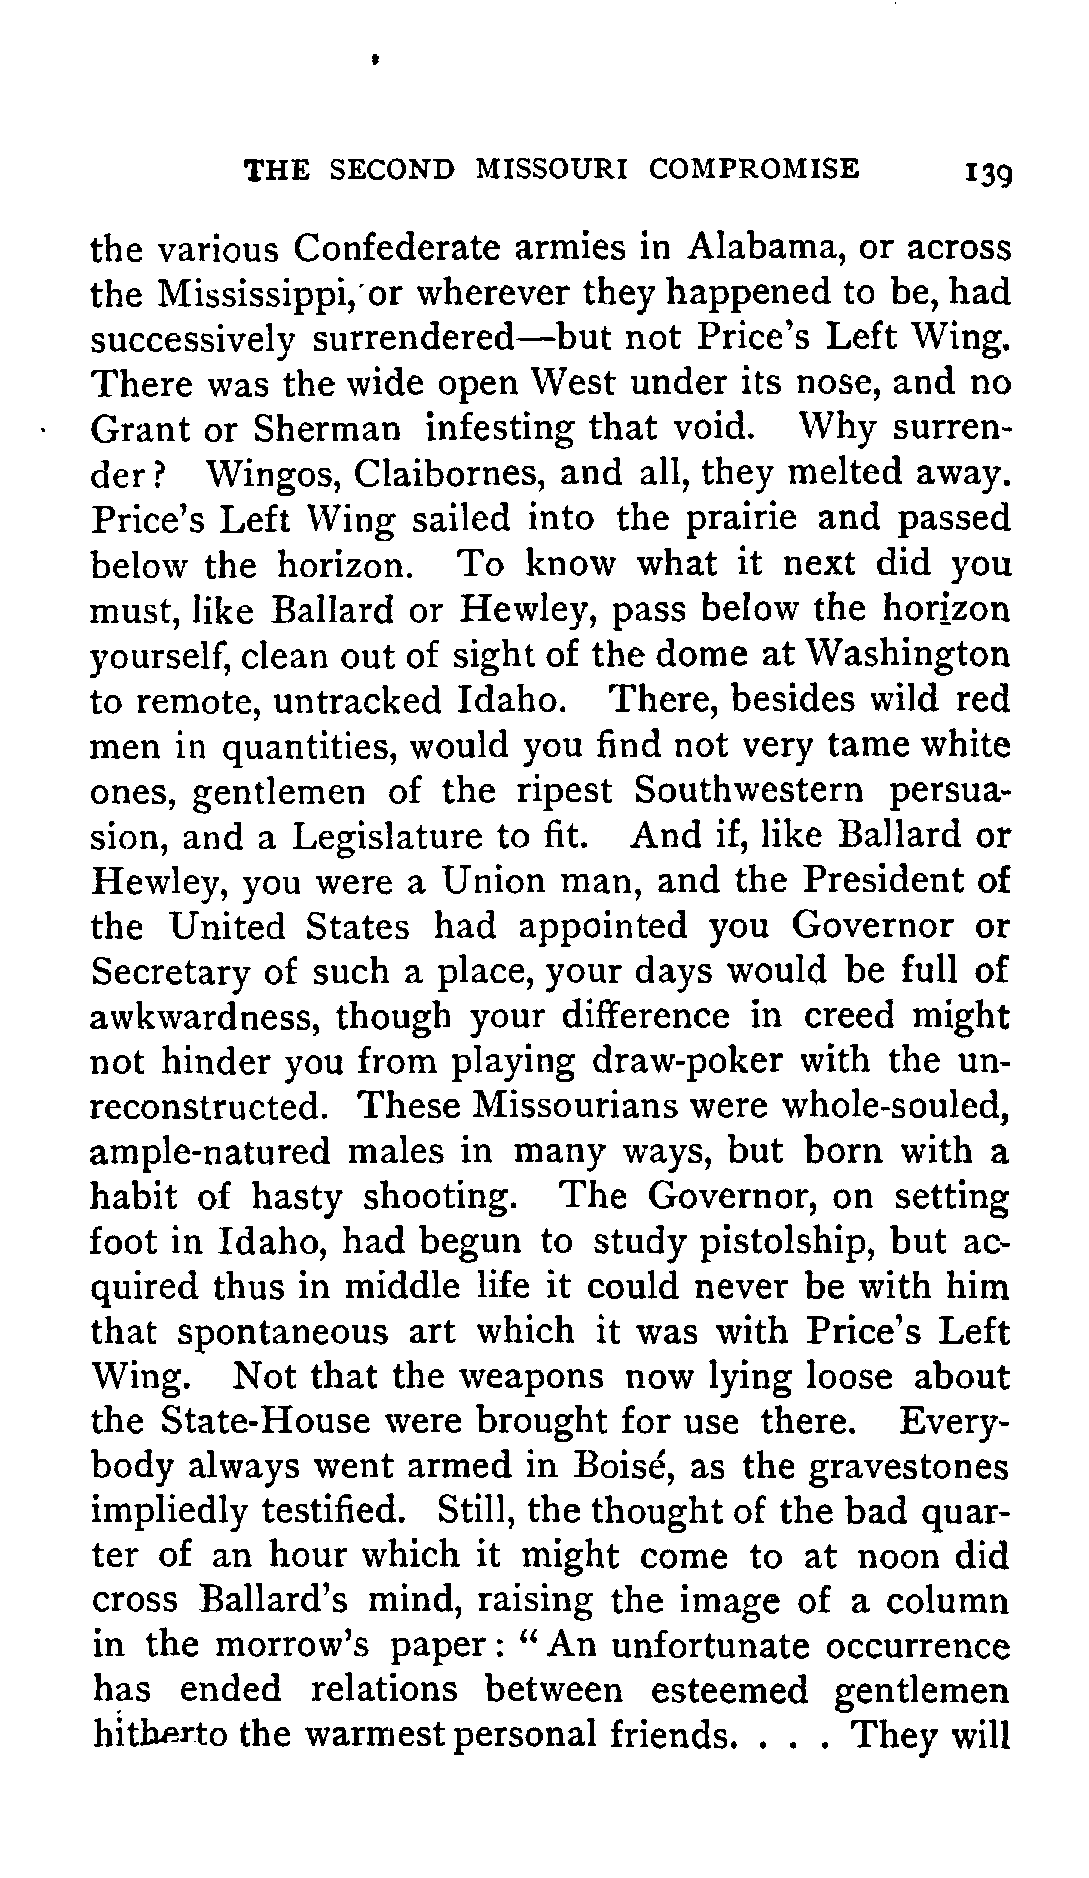 THE SECOND MISSOURI COMPROMISE 139
the various Confederate armies in Alabama, or across
the Mississippi, or wherever they happened to be, had
successively surrendered—but not Price's Left Wing.
There was the wide open West under its nose, and no
Grant or Sherman infesting that void. Why surren-
der? Wingos, Claibornes, and all, they melted away.
Price's Left Wing sailed into the prairie and passed
below the horizon. To know what it next did you
must, like Ballard or Hewley, pass below the horizon
yourself, clean out of sight of the dome at Washington
to remote, untracked Idaho. There, besides wild red
men in quantities, would you find not very tame white
ones, gentlemen of the ripest Southwestern persua-
sion, and a Legislature to fit. And if, like Ballard or
Hewley, you were a Union man, and the President of
the United States had appointed you Governor or
Secretary of such a place, your days would be full of
awkwardness, though your difference in creed might
not hinder you from playing draw-poker with the un-
reconstructed. These Missourians were whole-souled,
ample-natured males in many ways, but born with a
habit of hasty shooting. The Governor, on setting
foot in Idaho, had begun to study pistolship, but ac-
quired thus in middle life it could never be with him
that spontaneous art which it was with Price's Left
Wing. Not that the weapons now lying loose about
the State-House were brought for use there. Every-
body always went armed in Boisé, as the gravestones
impliedly testified. Still, the thought of the bad quar-
ter of an hour which it might come to at noon did
cross Ballard's mind, raising the image of a column
in the morrow's paper: "An unfortunate occurrence
has ended relations between esteemed gentlemen
hitherto the warmest personal friends. . . . They will